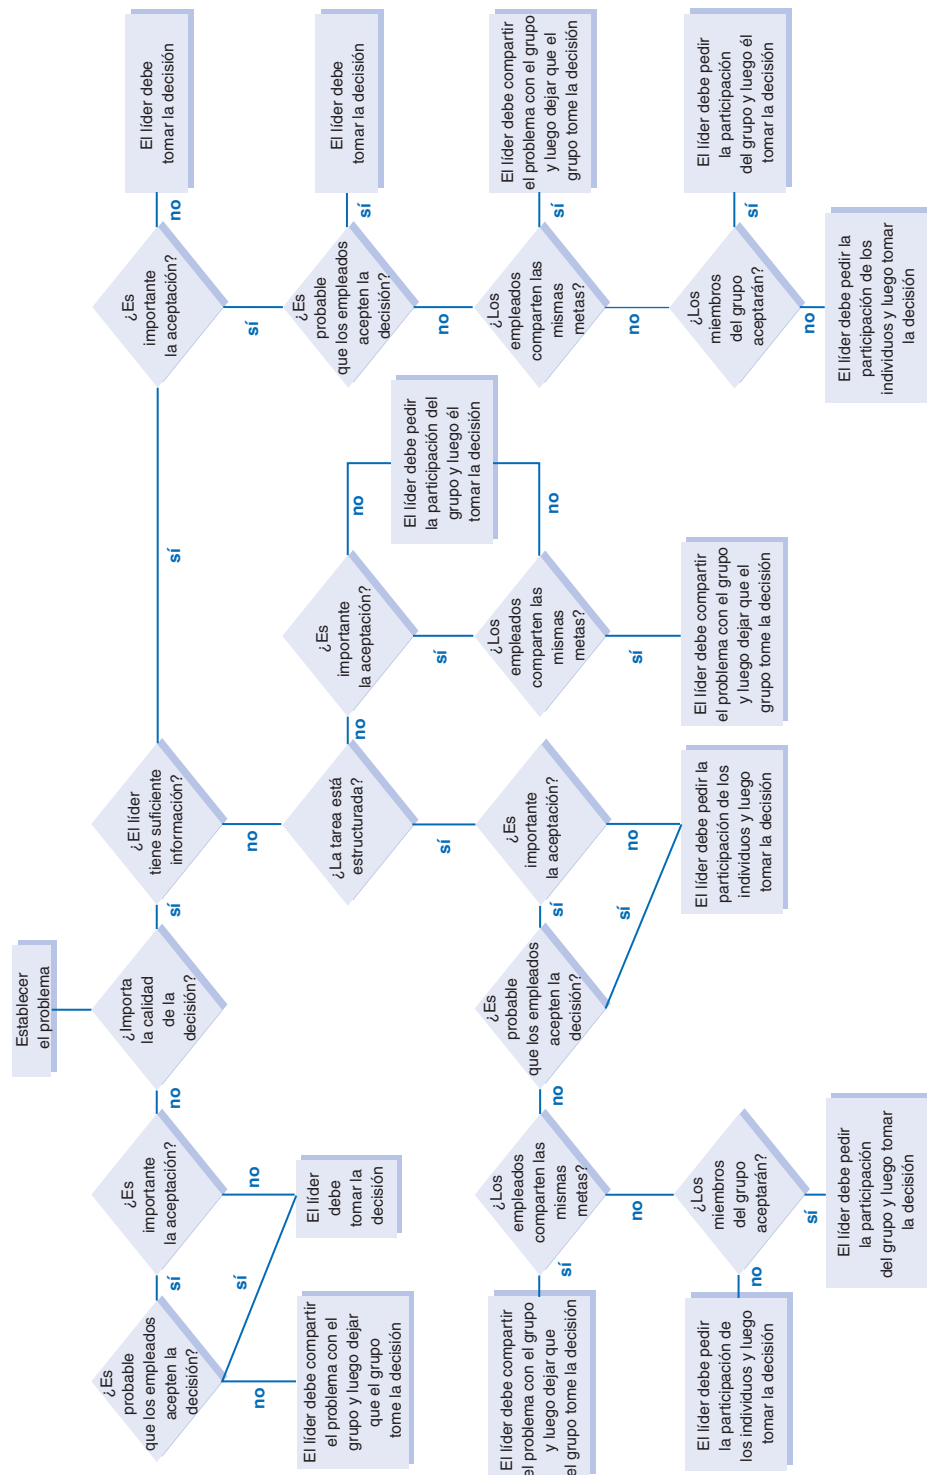 Establecer
el problema
¿Importa
la calidad
de la
decisión?
no
sí
¿Es
importante
la aceptación?
sí
no
¿Es
probable
que los empleados
acepten la
decisión?
sí
no
El líder
debe
tomar la
decisión
El líder debe compartir
el problema con el
grupo y luego dejar
que el grupo
tome la decisión
¿El líder
tiene suficiente
información?
sí
no
¿Es
importante
la aceptación?
no
El líder debe
tomar la decisión
sí
¿Es
probable
que los empleados
acepten la
decisión?
sí
El líder debe
tomar la decisión
no
¿Los
empleados
comparten las
mismas
metas?
sí
El líder debe compartir
el problema con el grupo
y luego dejar que el
grupo tome la decisión
no
¿Los
miembros
del grupo
aceptarán?
sí
El líder debe pedir
la participación
del grupo y luego él
tomar la decisión
no
El líder debe pedir la
participación de los
individuos y luego tomar
la decisión
¿La tarea está
estructurada?
no
sí
¿Es
importante
la aceptación?
no
El líder debe pedir
la participación del
grupo y luego él
tomar la decisión
sí
¿Los
empleados
comparten las
mismas
metas?
no
sí
El líder debe compartir
el problema con el grupo
y luego dejar que el
grupo tome la decisión
¿Es
importante
la aceptación?
sí
no
El líder debe pedir la
participación de los
individuos y luego
tomar la decisión
¿Es
probable
que los empleados
acepten la
decisión?
sí
no
¿Los
empleados
comparten las
mismas
metas?
sí
El líder debe compartir
el problema con el grupo
y luego dejar que
el grupo tome la decisión
no
¿Los
miembros
del grupo
aceptarán?
no
El líder debe pedir
la participación de
los individuos y luego
tomar la decisión
sí
El líder debe pedir
la participación
del grupo y luego tomar
la decisión